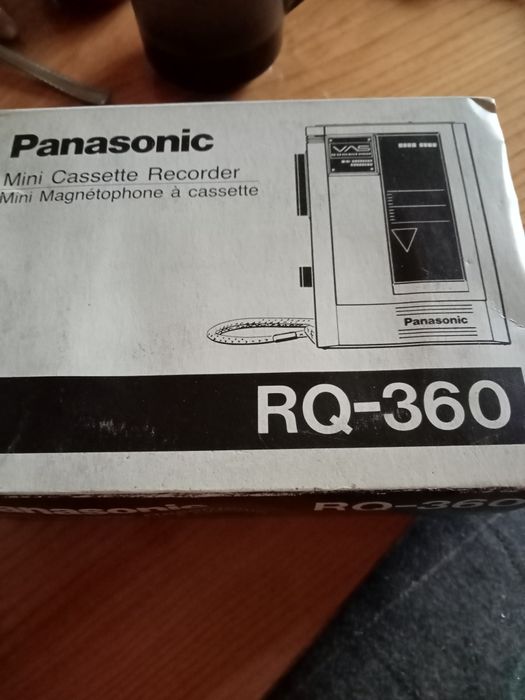 Panasonic
Mini Cassette Recorder
Mini Magnétophone à cassette
VAS
Panasonic
RQ-360
Panasonic RQ-360